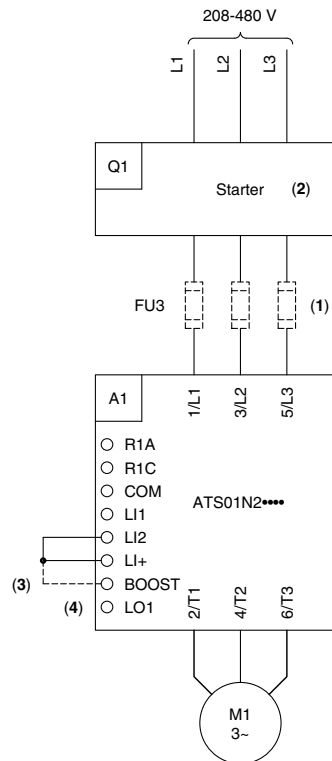 208-480 V
L1 L2 L3
Q1
Starter (2)
FU3 (1)
A1 1/L1 3/L2 5/L3
R1A
R1C
COM
ATS01N2••••
LI1
LI2
LI+
(3) BOOST
(4) LO1
2/T1 4/T2 6/T3
M1
3~